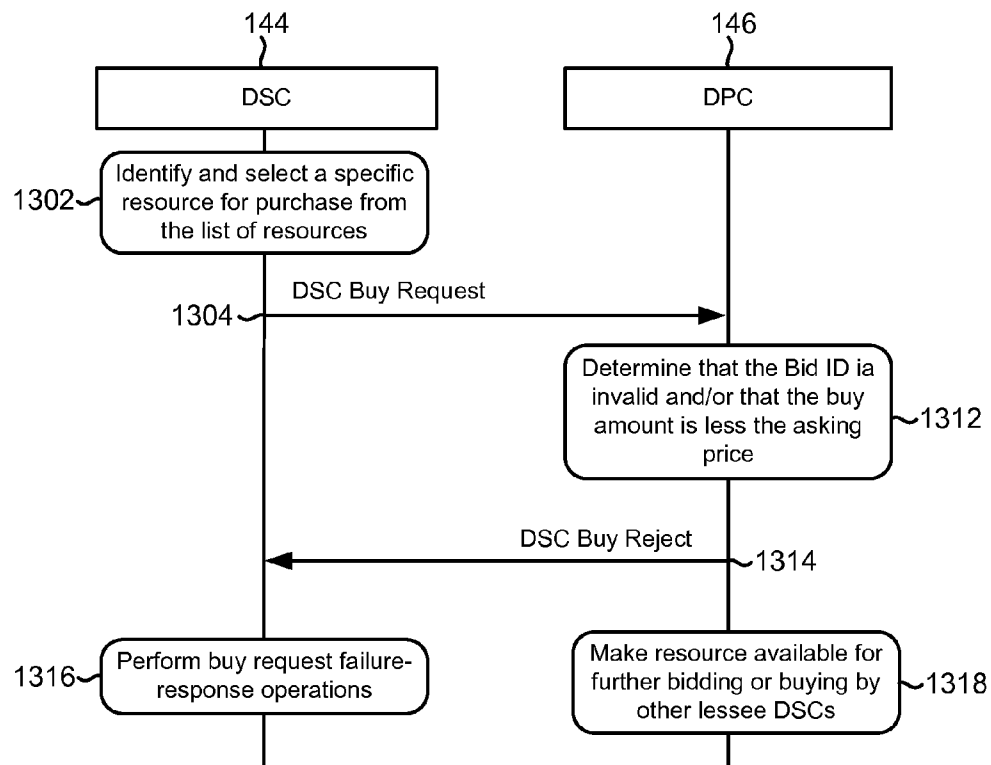 144
146
DSC
DPC
1302
Identify and select a specific
resource for purchase from
the list of resources
DSC Buy Request
1304
Determine that the Bid ID ia
invalid and/or that the buy
amount is less the asking
price
1312
DSC Buy Reject
1314
1316
Perform buy request failure-
response operations
Make resource available for
further bidding or buying by
other lessee DSCs
1318